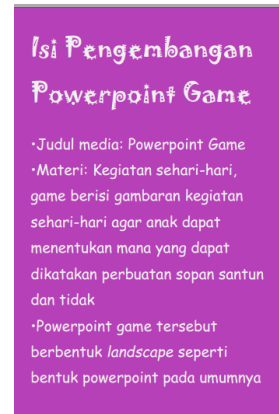 Isi Pengembangan
Powerpoint Game
•Judul media: Powerpoint Game
•Materi: Kegiatan sehari-hari,
game berisi gambaran kegiatan
sehari-hari agar anak dapat
menentukan mana yang dapat
dikatakan perbuatan sopan santun
dan tidak
•Powerpoint game tersebut
berbentuk landscape seperti
bentuk powerpoint pada umumnya